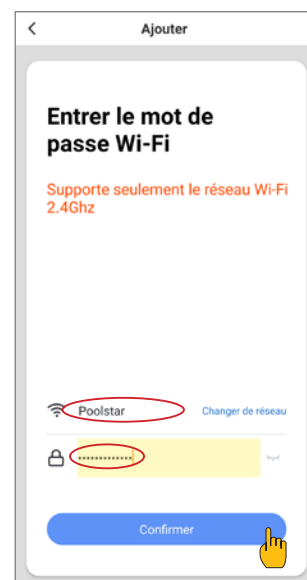 Ajouter
Entrer le mot de
passe Wi-Fi
Supporte seulement le réseau Wi-Fi
2.4Ghz
Poolstar
Changer de réseau
Confirmer